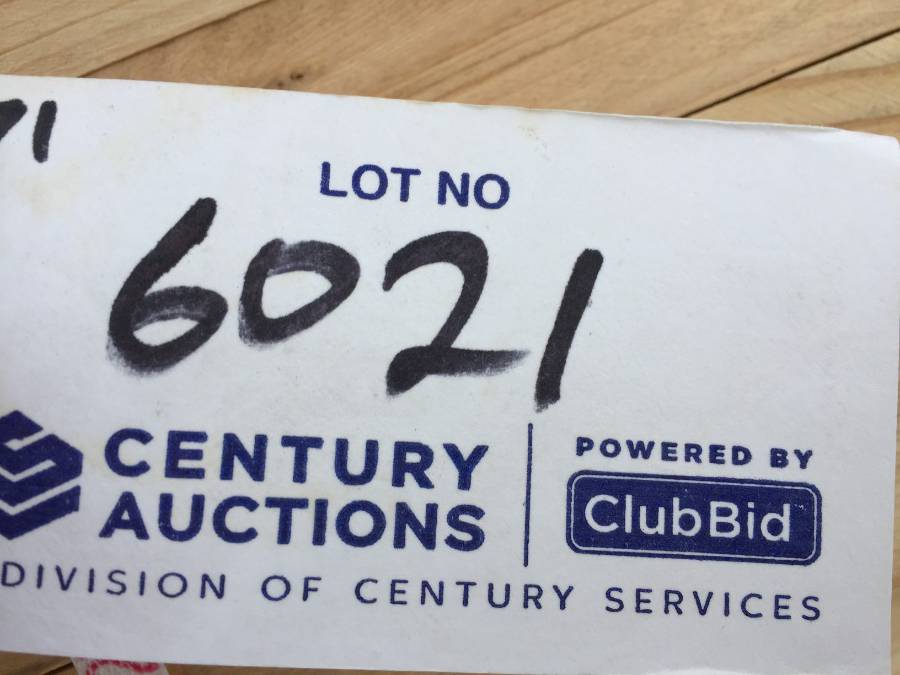 LOT NO
6021
CENTURY
AUCTIONS
POWERED BY
ClubBid
DIVISION OF CENTURY SERVICES